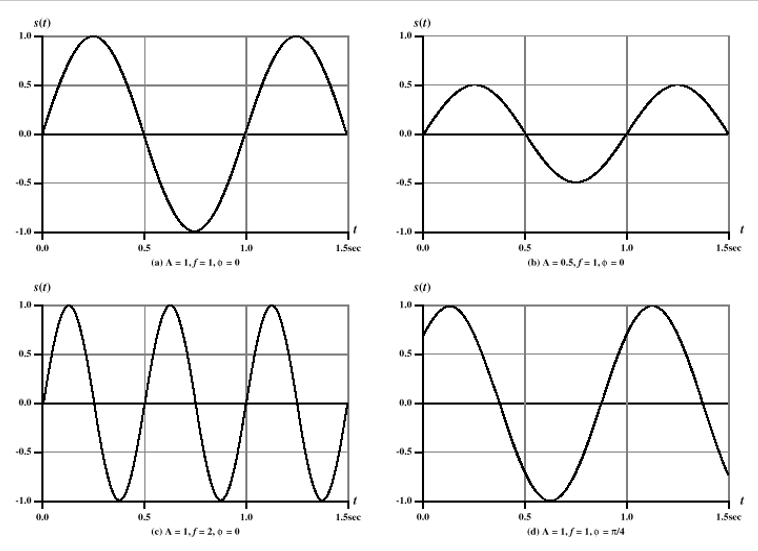 s(t)
1.0
0.5
0.0
-0.5
-1.0
t
0.0 0.5 1.0 1.5sec
(a) A = 1, f = 1, ϕ = 0
s(t)
1.0
0.5
0.0
-0.5
-1.0
t
0.0 0.5 1.0 1.5sec
(b) A = 0.5, f = 1, ϕ = 0
s(t)
1.0
0.5
0.0
-0.5
-1.0
t
0.0 0.5 1.0 1.5sec
(c) A = 1, f = 2, ϕ = 0
s(t)
1.0
0.5
0.0
-0.5
-1.0
t
0.0 0.5 1.0 1.5sec
(d) A = 1, f = 1, ϕ = π/4